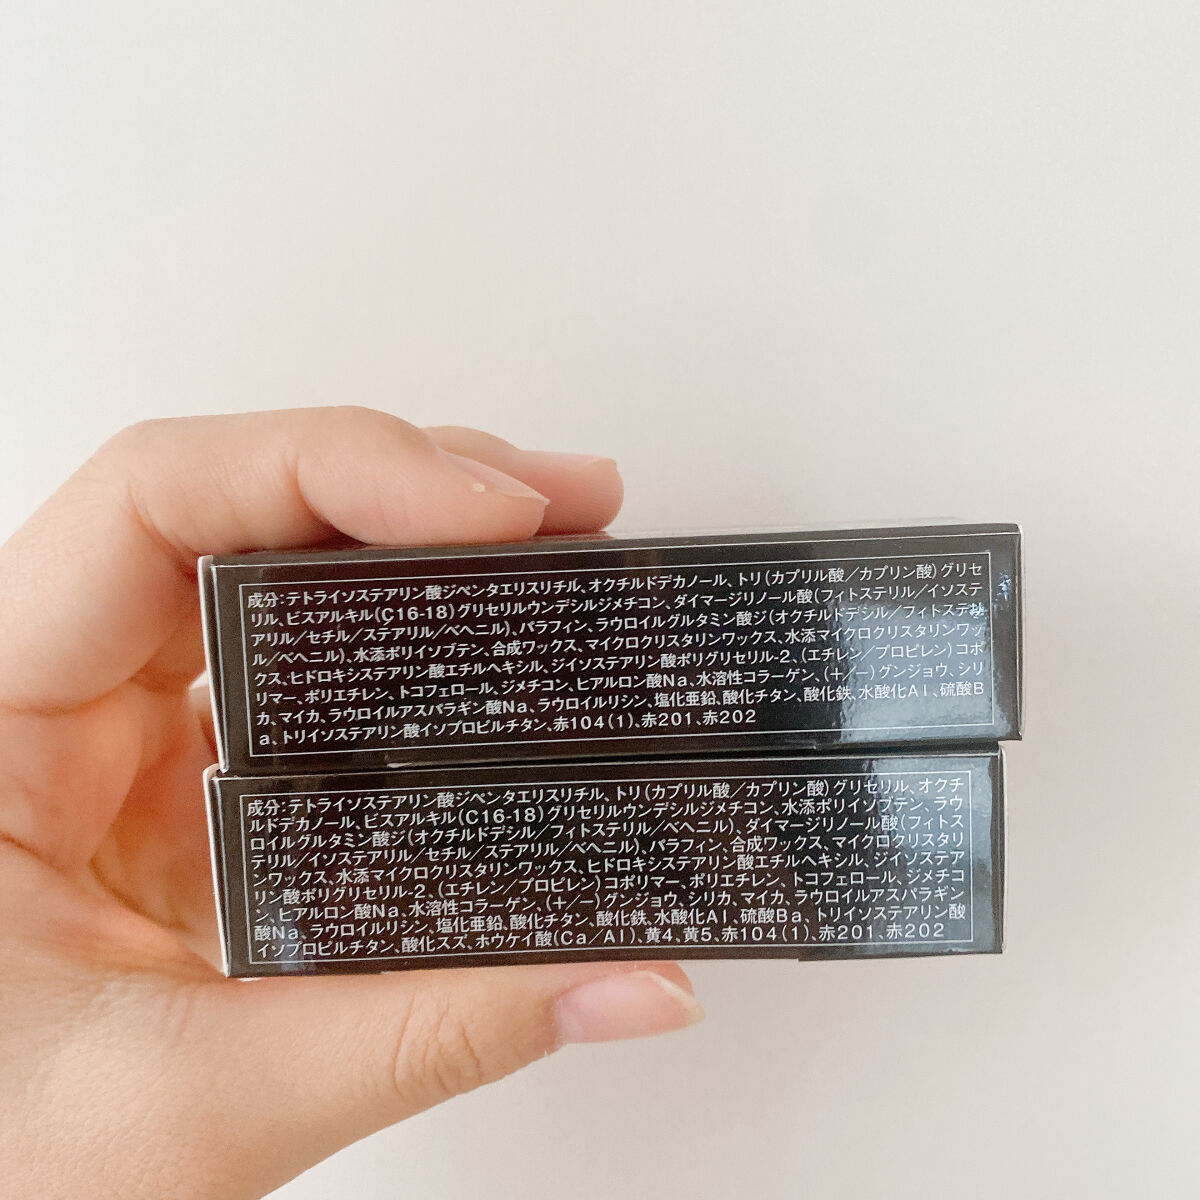 成分:テトライソステアリン酸ジペンタエリスリチル、オクチルドデカノール、トリ(カプリル酸/カプリン酸)グリセ
リル、ビスアルキル(C16-18)グリセリルウンデシルジメチコン、ダイマージリノール酸(フィトステリル/イソステ
アリル/セチル/ステアリル/ベヘニル)、パラフィン、ラウロイルグルタミン酸ジ(オクチルドデシル/フィトステリ
ル/ベヘニル)、水添ポリイソブテン、合成ワックス、マイクロクリスタリンワックス、水添マイクロクリスタリンワッ
クス、ヒドロキシステアリン酸エチルヘキシル、ジイソステアリン酸ポリグリセリル-2、(エチレン/プロピレン)コポ
リマー、ポリエチレン、トコフェロール、ジメチコン、ヒアルロン酸Na、水溶性コラーゲン、(+/-)グンジョウ、シリ
カ、マイカ、ラウロイルアスパラギン酸Na、ラウロイルリシン、塩化亜鉛、酸化チタン、酸化鉄、水酸化Al、硫酸B
a、トリイソステアリン酸イソプロピルチタン、赤104(1)、赤201、赤202
成分:テトライソステアリン酸ジペンタエリスリチル、トリ(カプリル酸/カプリン酸)グリセリル、オクチ
ルドデカノール、ビスアルキル(C16-18)グリセリルウンデシルジメチコン、水添ポリイソブテン、ラウ
ロイルグルタミン酸ジ(オクチルドデシル/フィトステリル/ベヘニル)、ダイマージリノール酸(フィトス
テリル/イソステアリル/セチル/ステアリル/ベヘニル)、パラフィン、合成ワックス、マイクロクリスタリ
ンワックス、水添マイクロクリスタリンワックス、ヒドロキシステアリン酸エチルヘキシル、ジイソステア
リン酸ポリグリセリル-2、(エチレン/プロピレン)コポリマー、ポリエチレン、トコフェロール、ジメチコ
ン、ヒアルロン酸Na、水溶性コラーゲン、(+/-)グンジョウ、シリカ、マイカ、ラウロイルアスパラギン
酸Na、ラウロイルリシン、塩化亜鉛、酸化チタン、酸化鉄、水酸化Al、硫酸Ba、トリイソステアリン酸
イソプロピルチタン、酸化スズ、ホウケイ酸(Ca/Al)、黄4、黄5、赤104(1)、赤201、赤202